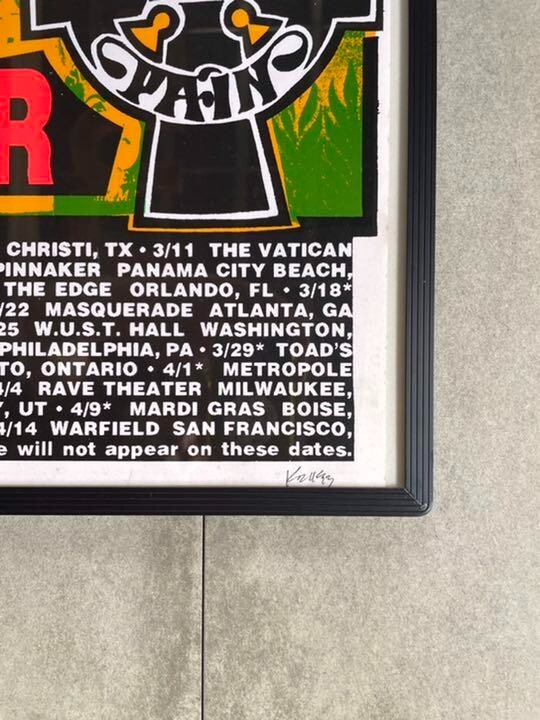 PAIN
R
CHRISTI, TX • 3/11 THE VATICAN
PINNAKER PANAMA CITY BEACH,
THE EDGE ORLANDO, FL • 3/18*
/22 MASQUERADE ATLANTA, GA
25 W.U.S.T. HALL WASHINGTON,
PHILADELPHIA, PA • 3/29* TOAD'S
TO, ONTARIO • 4/1* METROPOLE
4/4 RAVE THEATER MILWAUKEE,
, UT • 4/9* MARDI GRAS BOISE,
4/14 WARFIELD SAN FRANCISCO,
e will not appear on these dates.